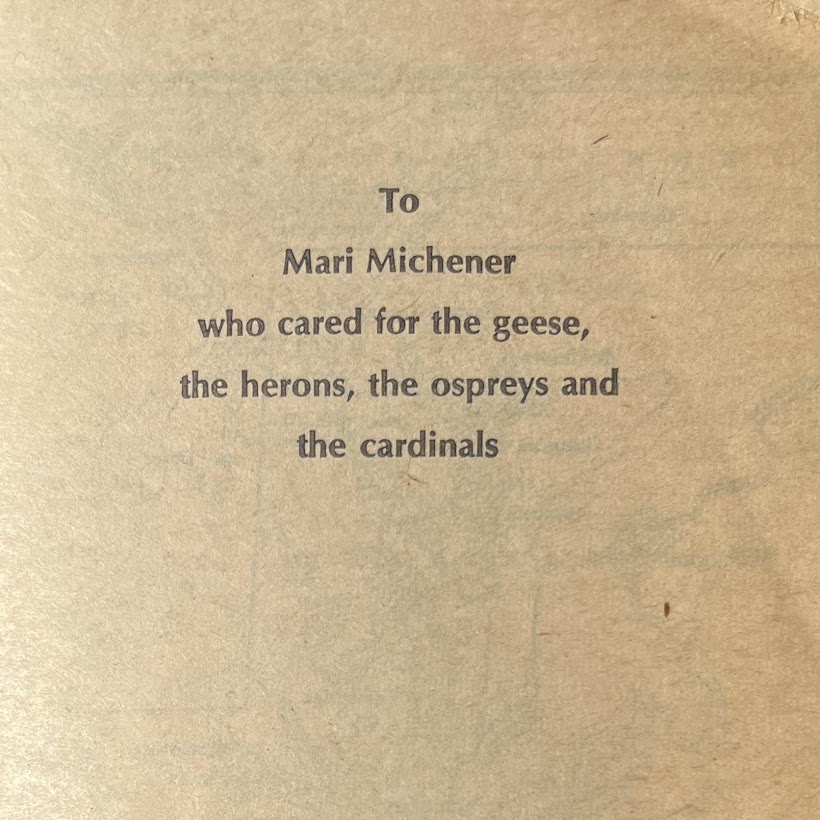 To
Mari Michener
who cared for the geese,
the herons, the ospreys and
the cardinals